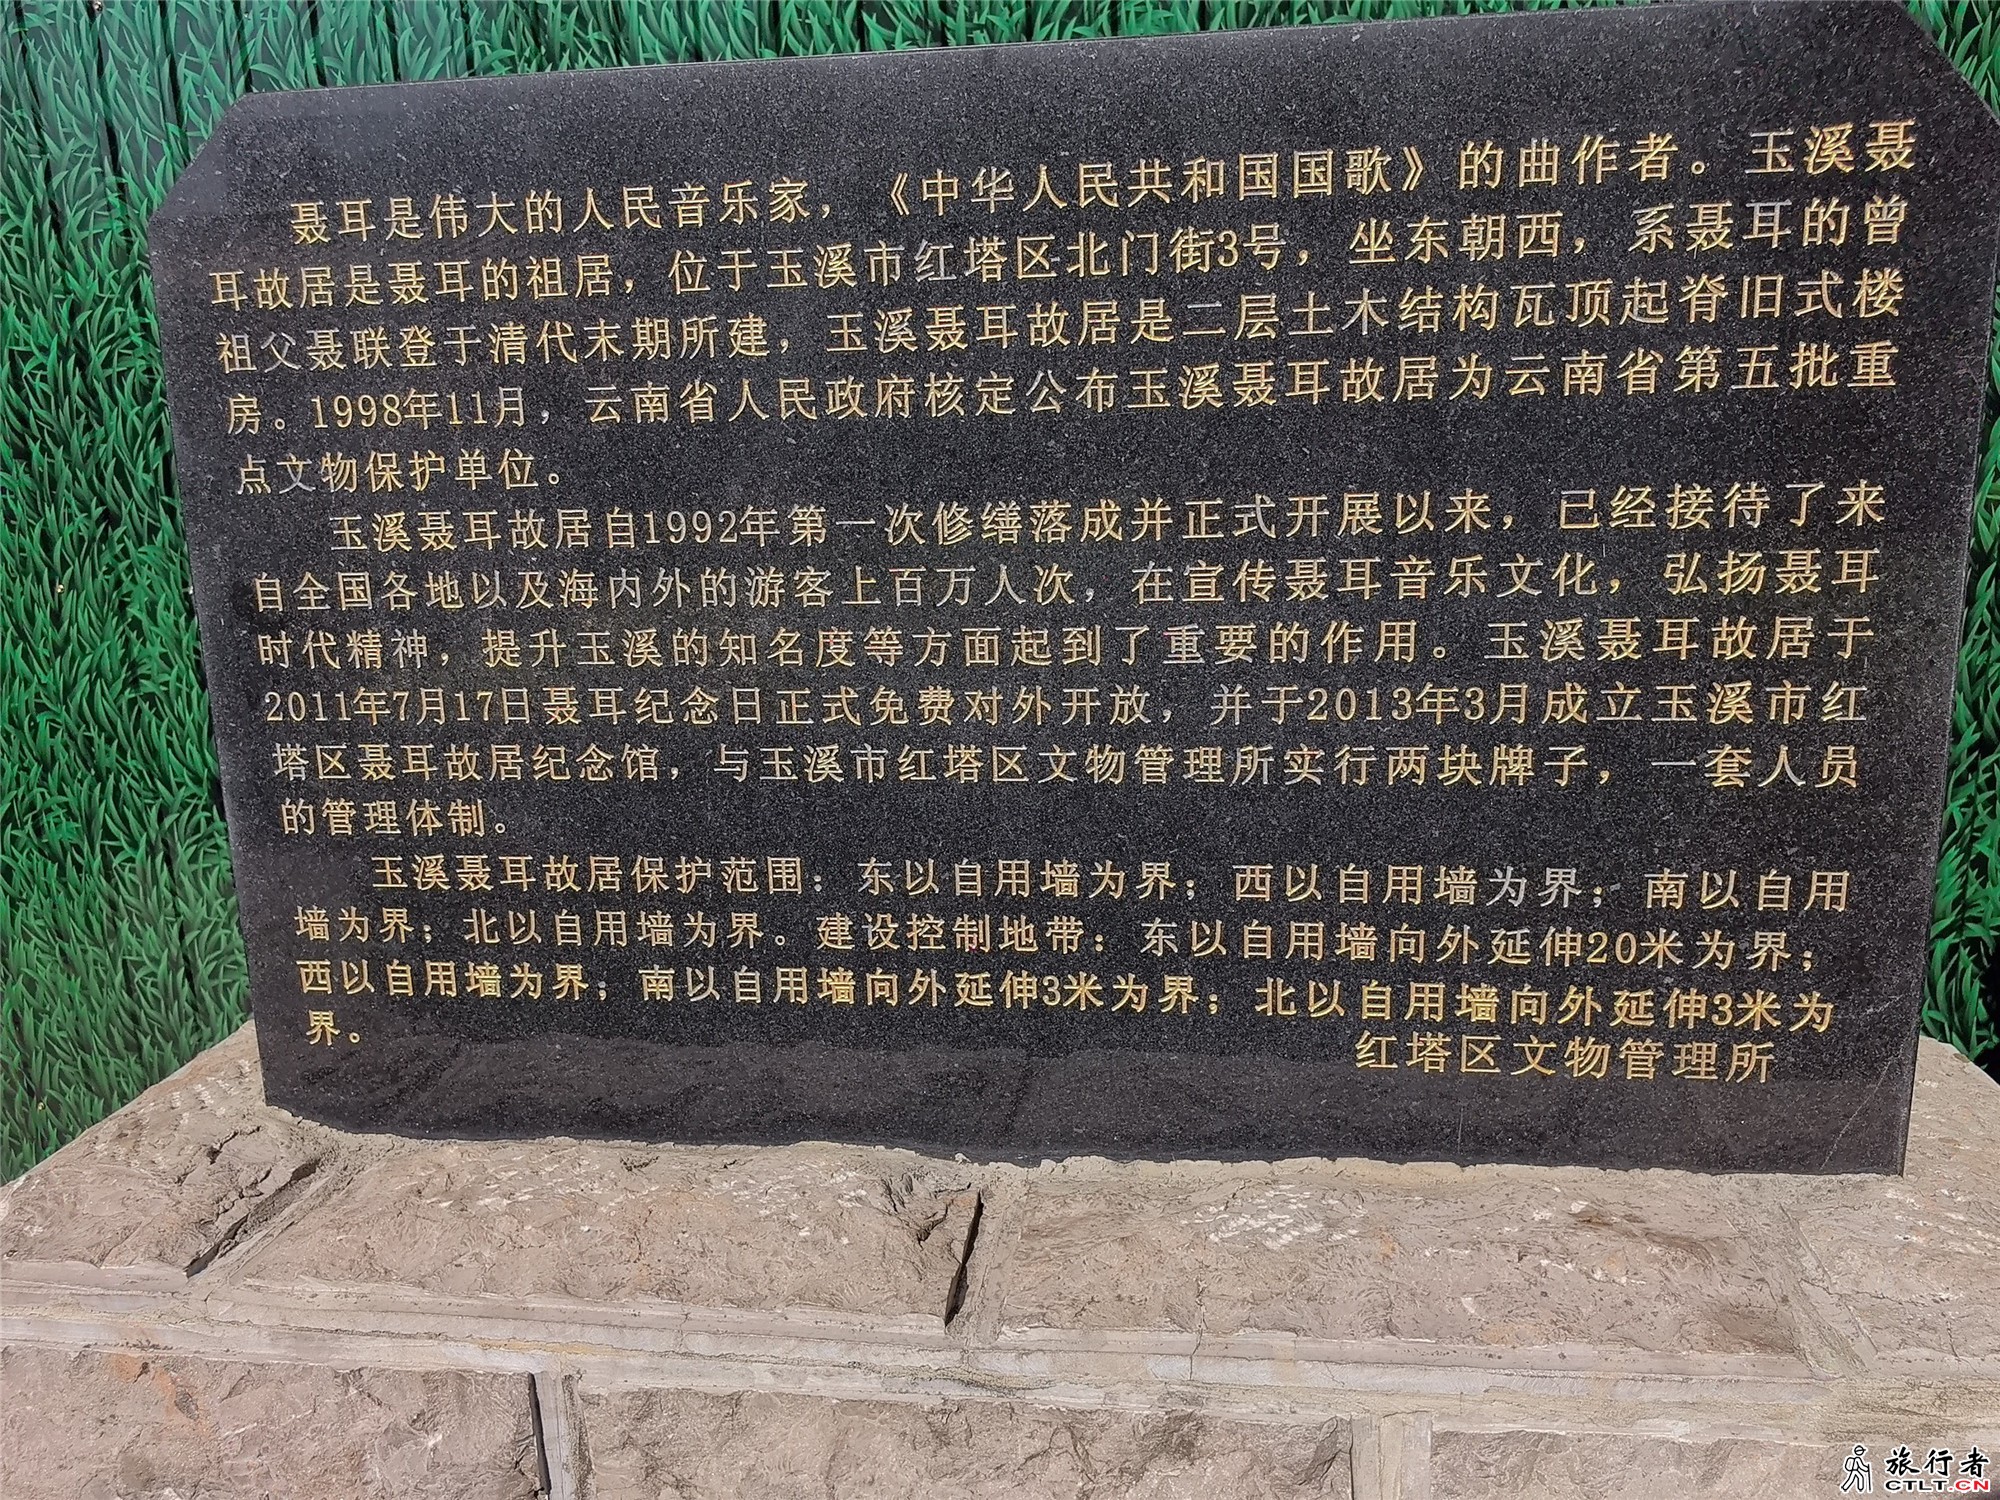 聂耳是伟大的人民音乐家，《中华人民共和国国歌》的曲作者。玉溪聂
耳故居是聂耳的祖居，位于玉溪市红塔区北门街3号，坐东朝西，系聂耳的曾
祖父聂联登于清代末期所建，玉溪聂耳故居是二层土木结构瓦顶起脊旧式楼
房。1998年11月，云南省人民政府核定公布玉溪聂耳故居为云南省第五批重
点文物保护单位。
玉溪聂耳故居自1992年第一次修缮落成并正式开展以来，已经接待了来
自全国各地以及海内外的游客上百万人次，在宣传聂耳音乐文化，弘扬聂耳
时代精神，提升玉溪的知名度等方面起到了重要的作用。玉溪聂耳故居于
2011年7月17日聂耳纪念日正式免费对外开放，并于2013年3月成立玉溪市红
塔区聂耳故居纪念馆，与玉溪市红塔区文物管理所实行两块牌子，一套人员
的管理体制。
玉溪聂耳故居保护范围：东以自用墙为界；西以自用墙为界；南以自用
墙为界；北以自用墙为界。建设控制地带：东以自用墙向外延伸20米为界；
西以自用墙为界；南以自用墙向外延伸3米为界；北以自用墙向外延伸3米为
界。
红塔区文物管理所
旅行者
CTLT.CN